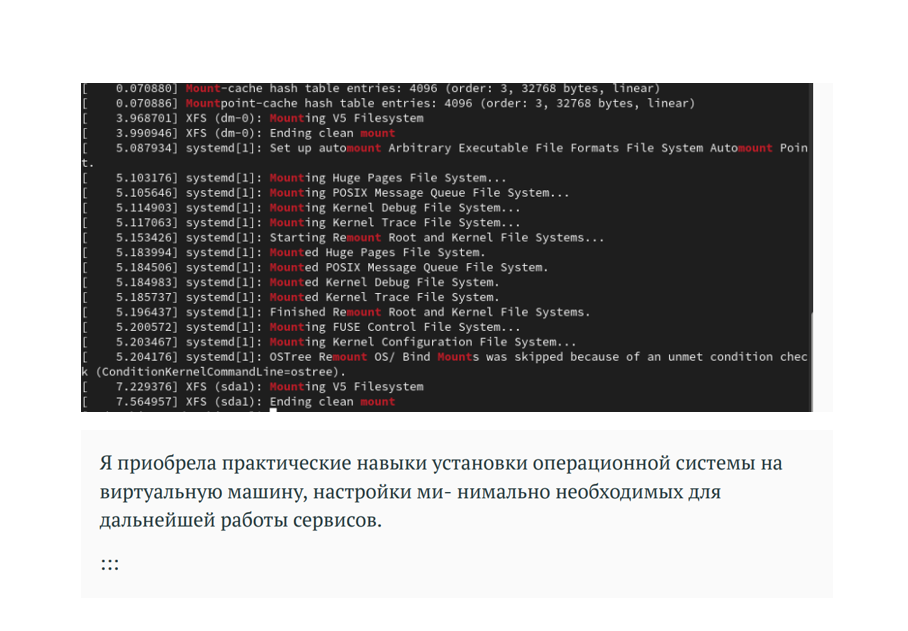 [    0.070880] Mount-cache hash table entries: 4096 (order: 3, 32768 bytes, linear)
[    0.070886] Mountpoint-cache hash table entries: 4096 (order: 3, 32768 bytes, linear)
[    3.968701] XFS (dm-0): Mounting V5 Filesystem
[    3.990946] XFS (dm-0): Ending clean mount
[    5.087934] systemd[1]: Set up automount Arbitrary Executable File Formats File System Automount Poin
t.
[    5.103176] systemd[1]: Mounting Huge Pages File System...
[    5.105646] systemd[1]: Mounting POSIX Message Queue File System...
[    5.114903] systemd[1]: Mounting Kernel Debug File System...
[    5.117063] systemd[1]: Mounting Kernel Trace File System...
[    5.153426] systemd[1]: Starting Remount Root and Kernel File Systems...
[    5.183994] systemd[1]: Mounted Huge Pages File System.
[    5.184506] systemd[1]: Mounted POSIX Message Queue File System.
[    5.184983] systemd[1]: Mounted Kernel Debug File System.
[    5.185737] systemd[1]: Mounted Kernel Trace File System.
[    5.196437] systemd[1]: Finished Remount Root and Kernel File Systems.
[    5.200572] systemd[1]: Mounting FUSE Control File System...
[    5.203467] systemd[1]: Mounting Kernel Configuration File System...
[    5.204176] systemd[1]: OSTree Remount OS/ Bind Mounts was skipped because of an unmet condition chec
k (ConditionKernelCommandLine=ostree).
[    7.229376] XFS (sda1): Mounting V5 Filesystem
[    7.564957] XFS (sda1): Ending clean mount
Я приобрела практические навыки установки операционной системы на
виртуальную машину, настройки ми- нимально необходимых для
дальнейшей работы сервисов.
:::